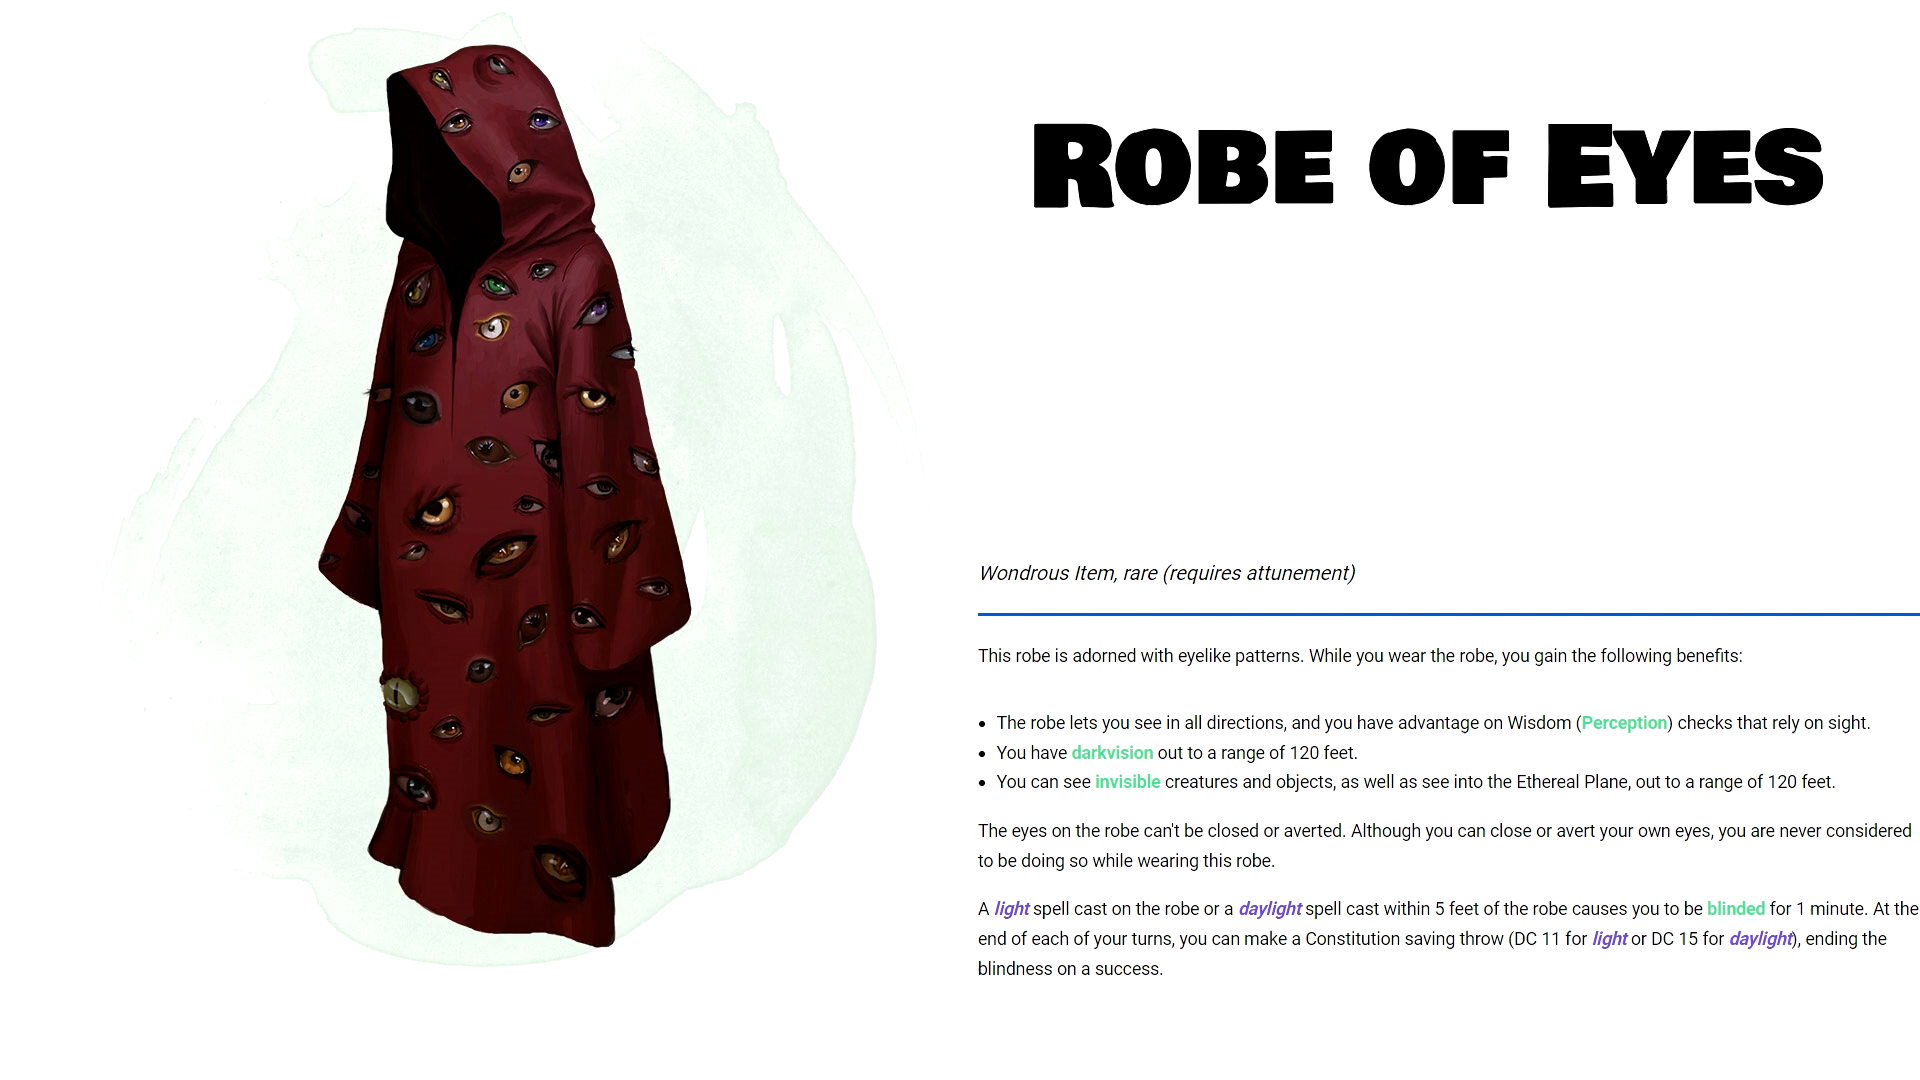 Robe of Eyes
Wondrous Item, rare (requires attunement)
This robe is adorned with eyelike patterns. While you wear the robe, you gain the following benefits:
• The robe lets you see in all directions, and you have advantage on Wisdom (Perception) checks that rely on sight.
• You have darkvision out to a range of 120 feet.
• You can see invisible creatures and objects, as well as see into the Ethereal Plane, out to a range of 120 feet.
The eyes on the robe can't be closed or averted. Although you can close or avert your own eyes, you are never considered
to be doing so while wearing this robe.
A light spell cast on the robe or a daylight spell cast within 5 feet of the robe causes you to be blinded for 1 minute. At the
end of each of your turns, you can make a Constitution saving throw (DC 11 for light or DC 15 for daylight), ending the
blindness on a success.